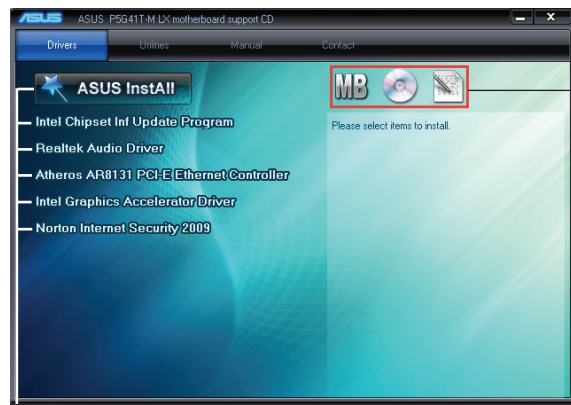 ASUS ASUS P5G41T-M LX motherboard support CD
Drivers Utilities Manual Contact
ASUS InstAll
MB
Intel Chipset Inf Update Program
Please select items to install.
Realtek Audio Driver
Atheros AR8131 PCI-E Ethernet Controller
Intel Graphics Accelerator Driver
Norton Internet Security 2009